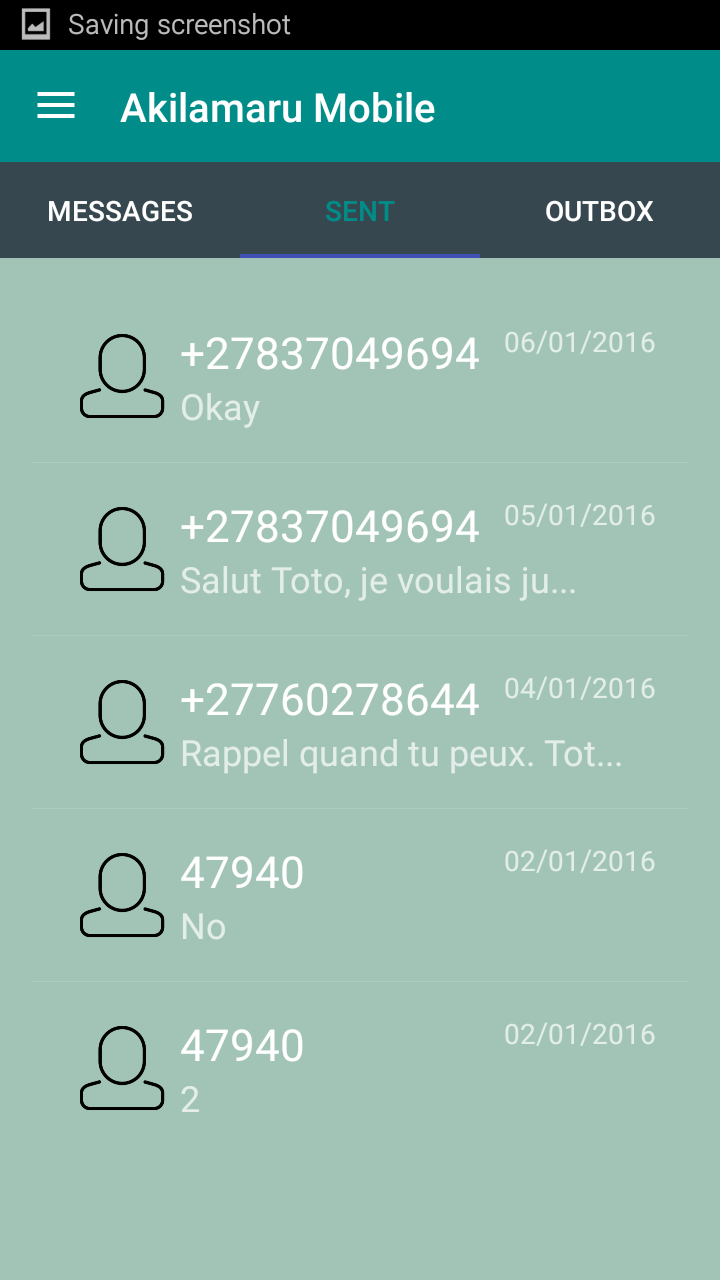 Saving screenshot
Akilamaru Mobile
MESSAGES SENT OUTBOX
+27837049694 06/01/2016
Okay
+27837049694 05/01/2016
Salut Toto, je voulais ju...
+27760278644 04/01/2016
Rappel quand tu peux. Tot...
47940 02/01/2016
No
47940 02/01/2016
2